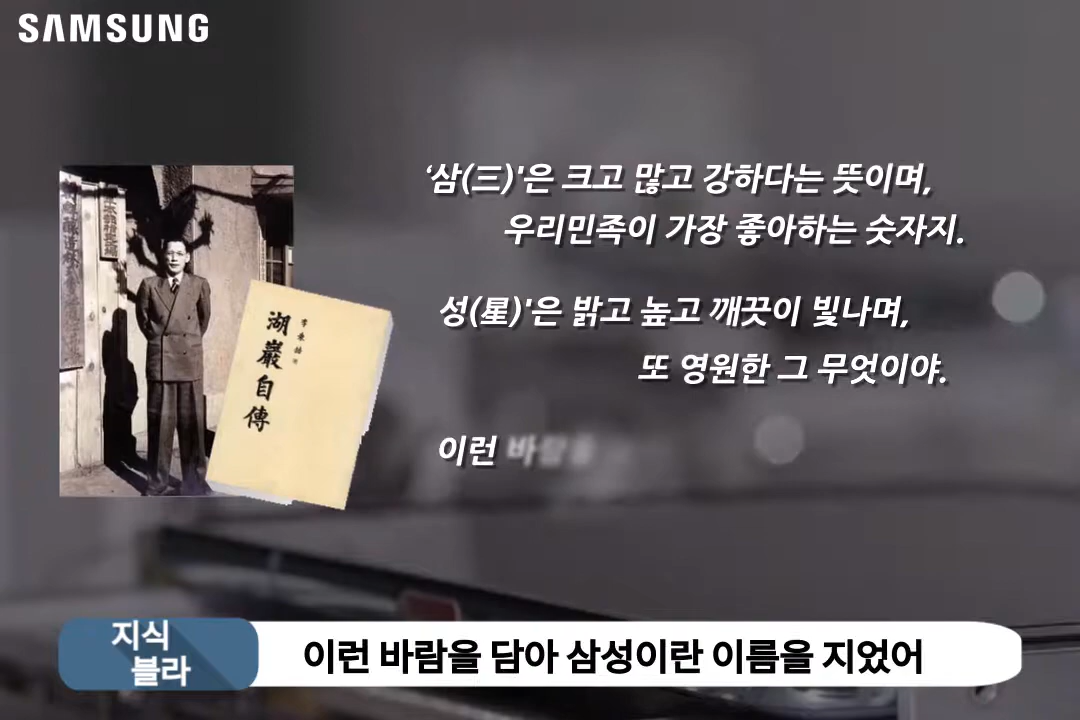 SAMSUNG
‘삼(三)'은 크고 많고 강하다는 뜻이며,
우리민족이 가장 좋아하는 숫자지.
성(星)'은 밝고 높고 깨끗이 빛나며,
또 영원한 그 무엇이야.
이런 바람을
湖巖自傳
지식
블라
이런 바람을 담아 삼성이란 이름을 지었어